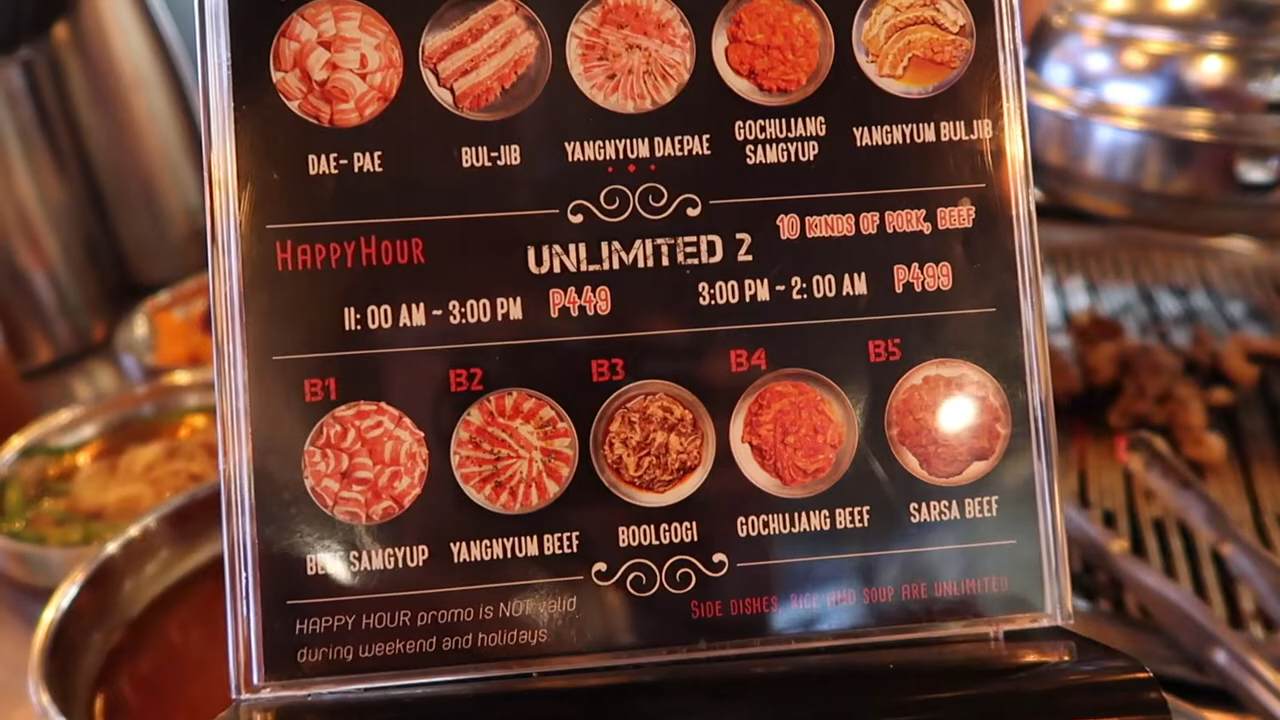 DAE- PAE
BUL-JIB
YANGNYUM DAEPAE
GOCHUJANG
SAMGYUP
YANGNYUM BULJIB
HAPPY HOUR
UNLIMITED 2
10 KINDS OF PORK, BEEF
11: 00 AM ~ 3:00 PM P449
3:00 PM ~ 2: 00 AM P499
B1
B2
B3
B4
B5
BEEF SAMGYUP
YANGNYUM BEEF
BOOLGOGI
GOCHUJANG BEEF
SARSA BEEF
HAPPY HOUR promo is NOT valid
during weekend and holidays.
SIDE DISHES, RICE AND SOUP ARE UNLIMITED